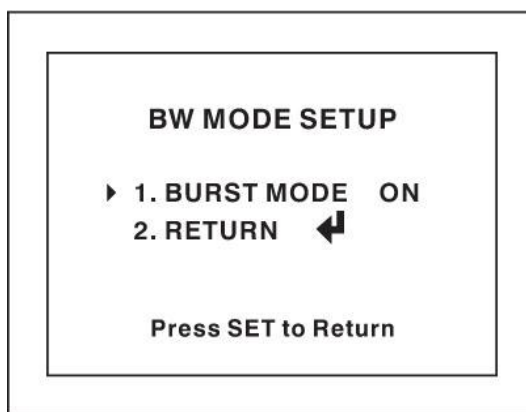 BW MODE SETUP
1. BURST MODE ON
2. RETURN
Press SET to Return